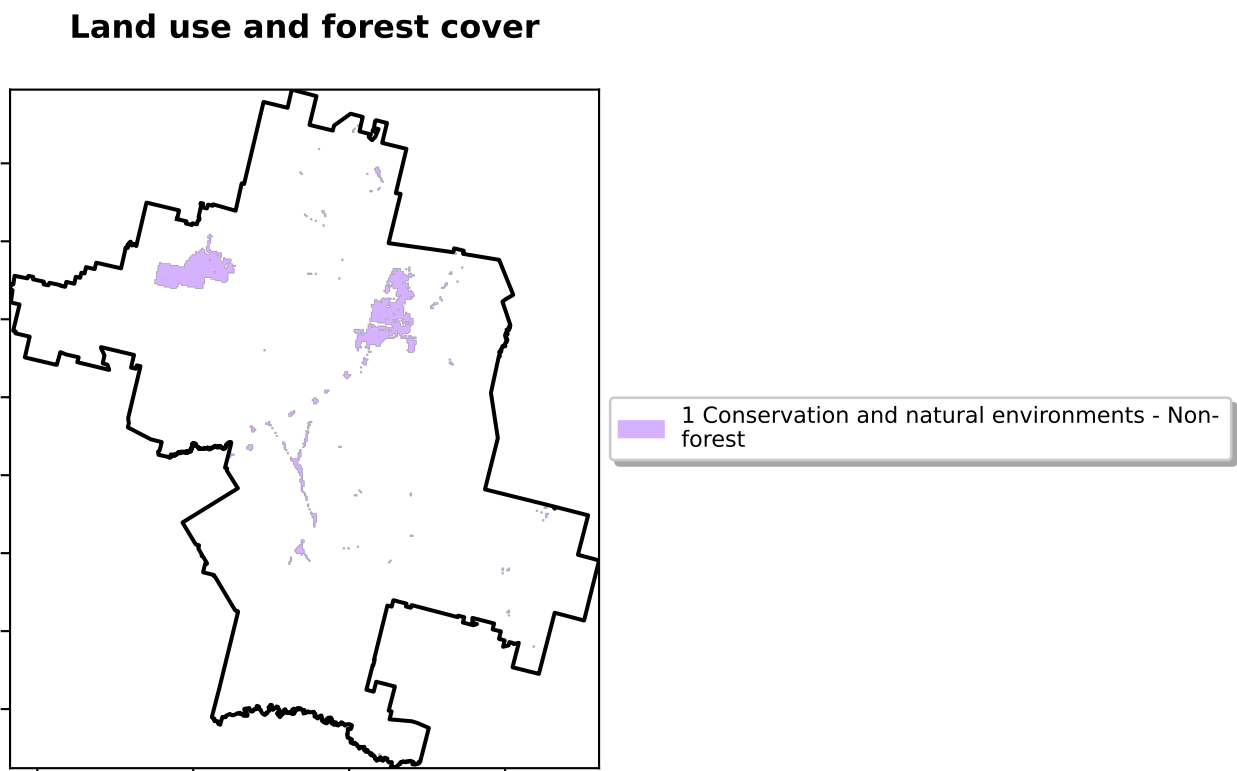 Land use and forest cover
1 Conservation and natural environments - Non-
forest